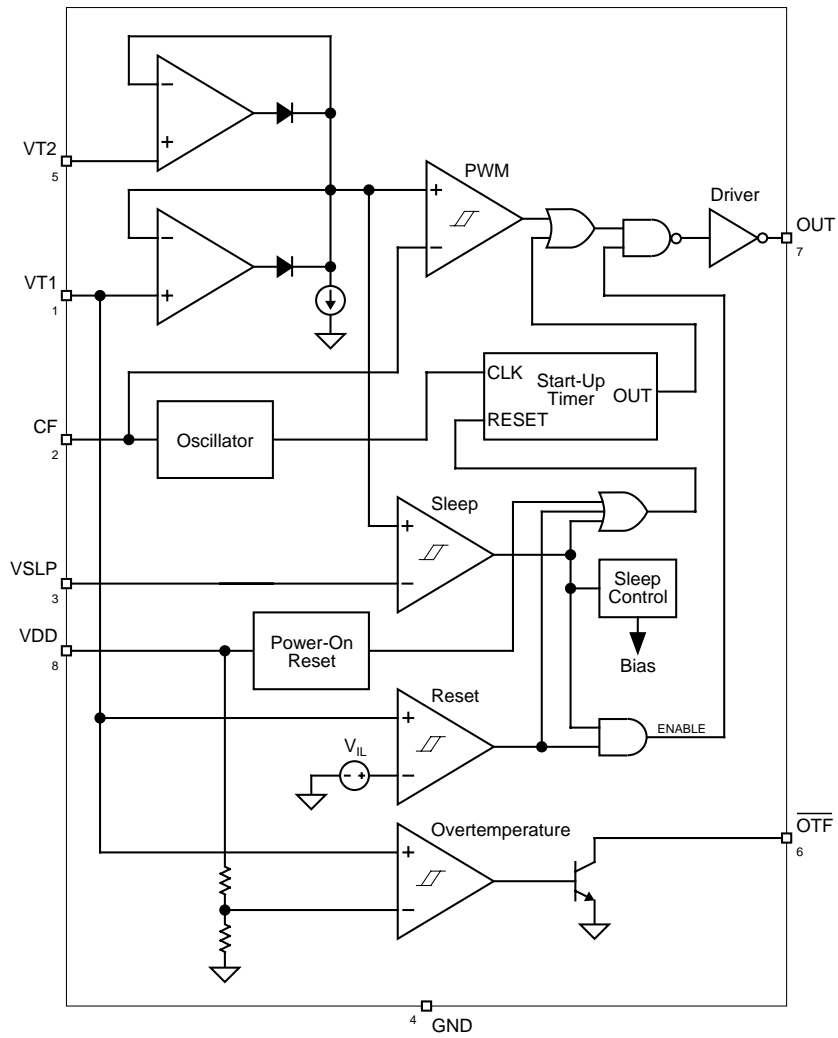 VT2
5
−
+
PWM
+
−
Driver
OUT
7
VT1
1
−
+
CLK
Start-Up
Timer
OUT
RESET
CF
2
Oscillator
Sleep
+
−
VSLP
3
Sleep
Control
Bias
VDD
8
Power-On
Reset
Reset
+
−
VIL
− +
ENABLE
Overtemperature
+
−
OTF
6
4
GND